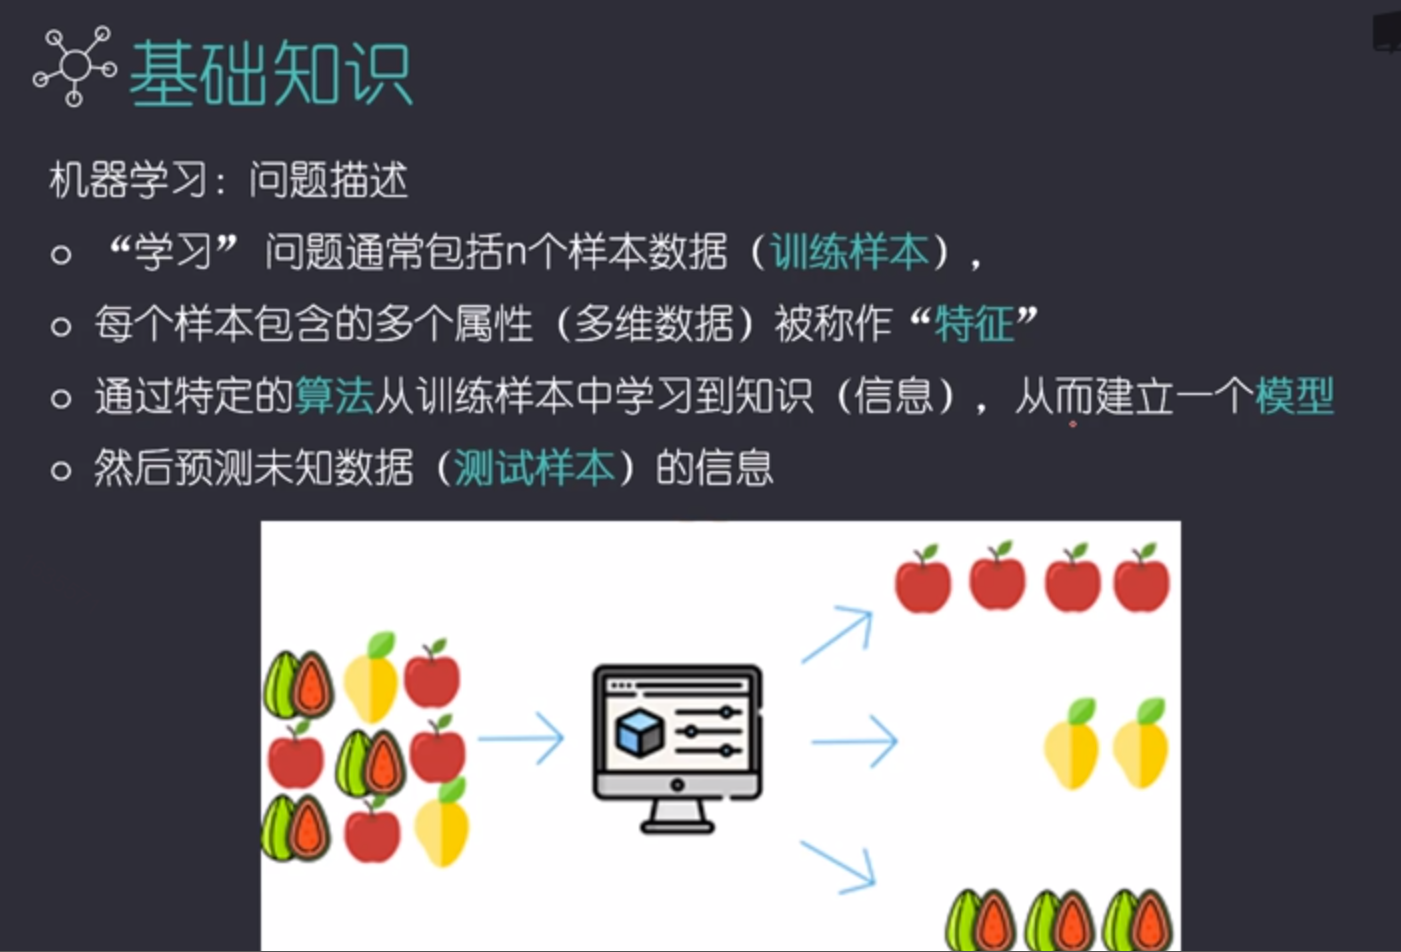 基础知识
机器学习：问题描述
“学习” 问题通常包括n个样本数据（训练样本），
每个样本包含的多个属性（多维数据）被称作“特征”
通过特定的算法从训练样本中学习到知识（信息），从而建立一个模型
然后预测未知数据（测试样本）的信息